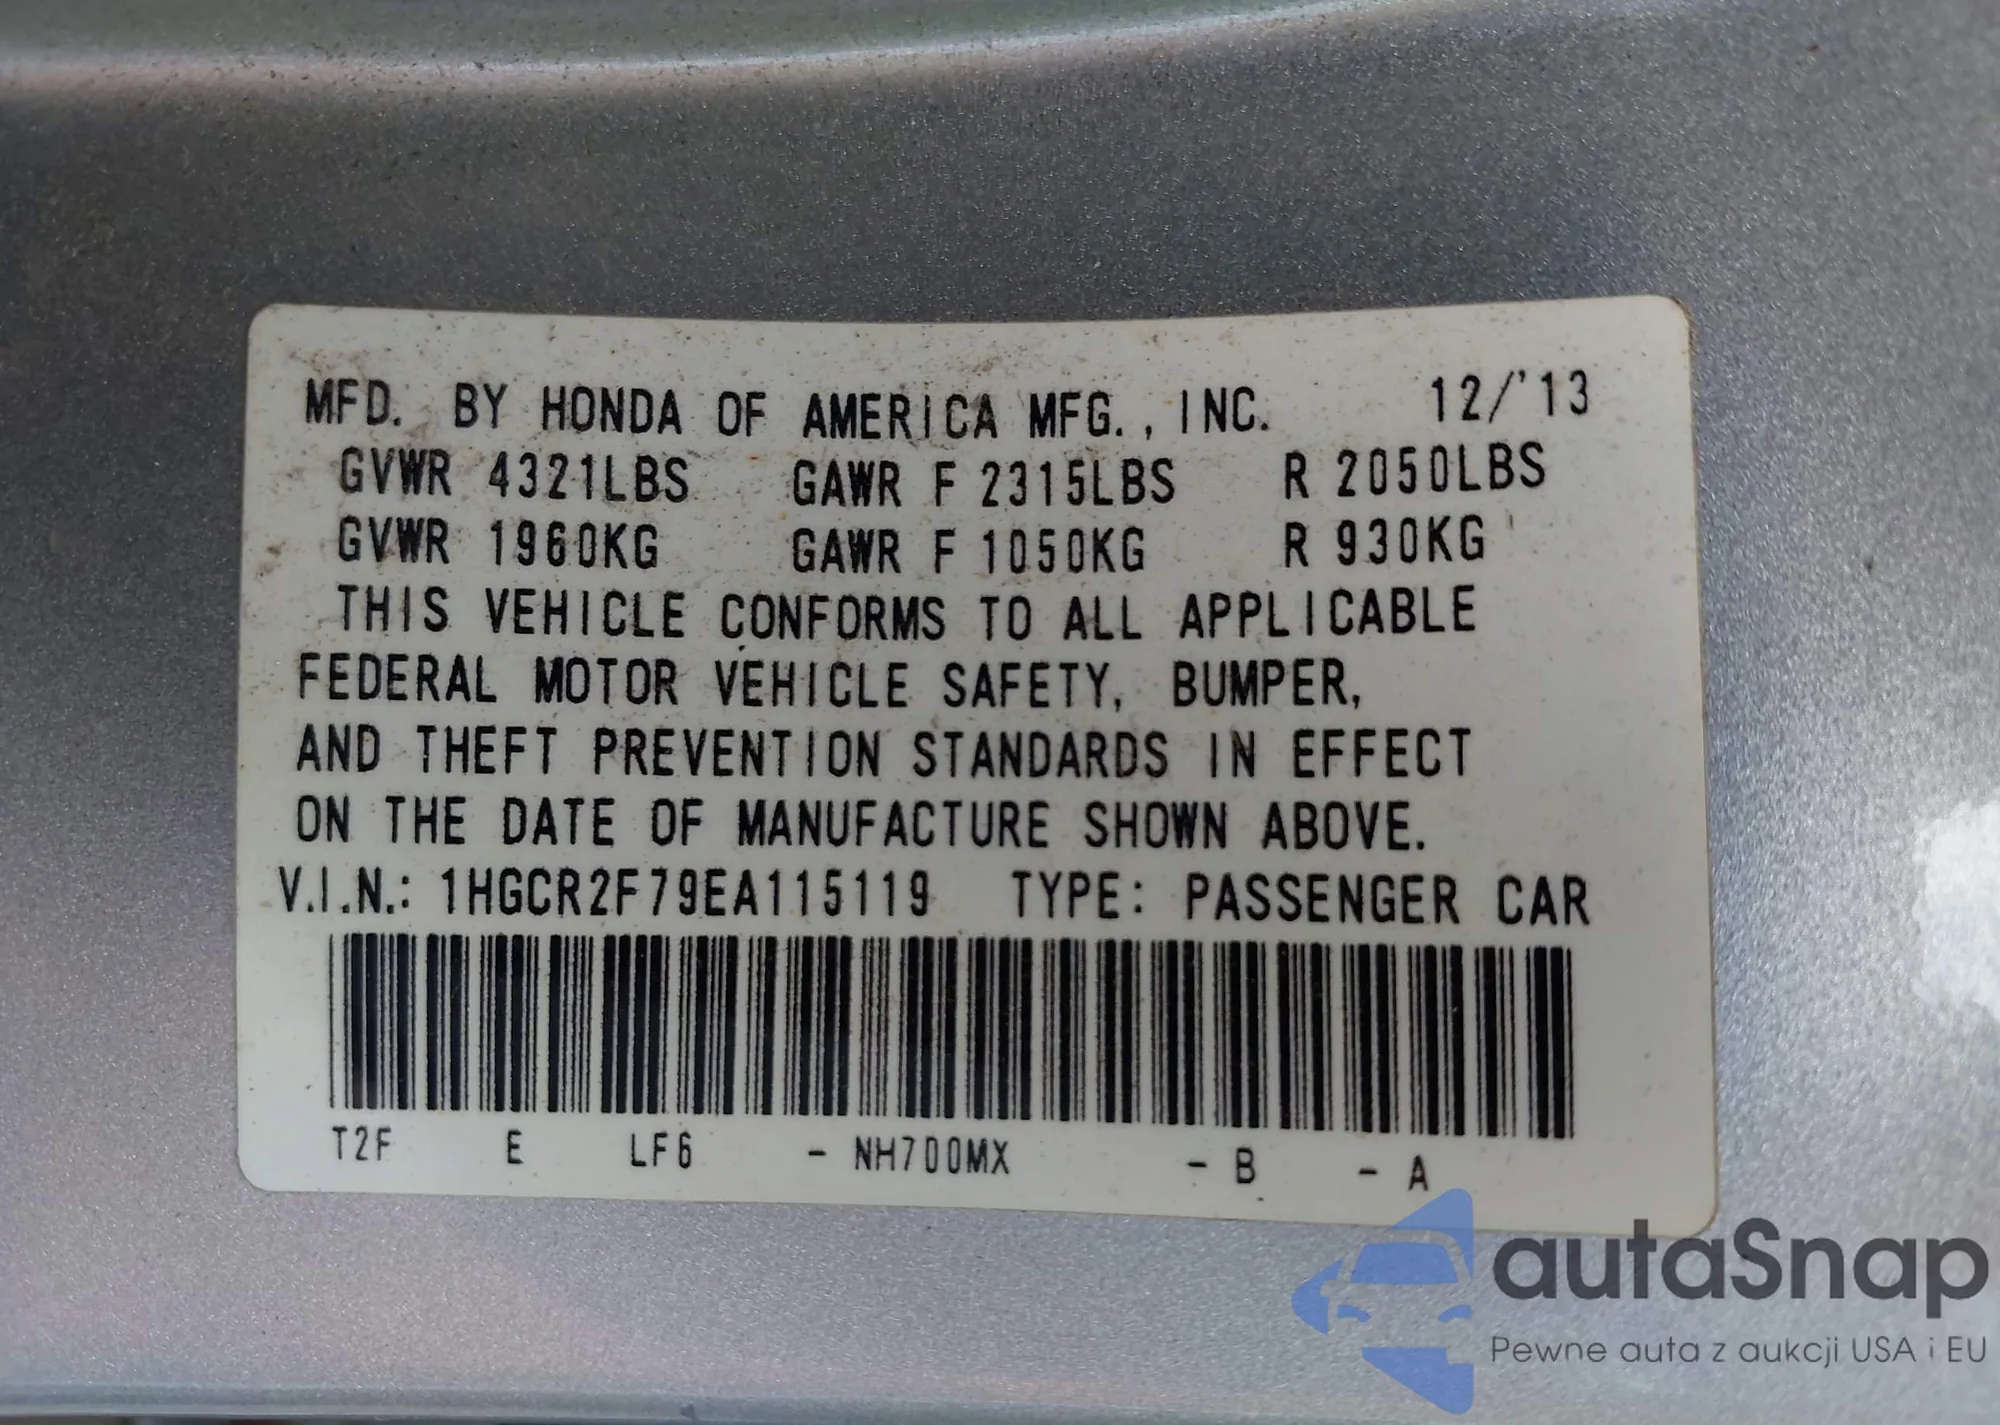 MFD. BY HONDA OF AMERICA MFG., INC. 12/'13
GVWR 4321LBS GAWR F 2315LBS R 2050LBS
GVWR 1960KG GAWR F 1050KG R 930KG
THIS VEHICLE CONFORMS TO ALL APPLICABLE
FEDERAL MOTOR VEHICLE SAFETY, BUMPER,
AND THEFT PREVENTION STANDARDS IN EFFECT
ON THE DATE OF MANUFACTURE SHOWN ABOVE.
V.I.N.: 1HGCR2F79EA115119 TYPE: PASSENGER CAR
T2F E LF6 - NH700MX - B - A
autaSnap
Pewne auta z aukcji USA i EU